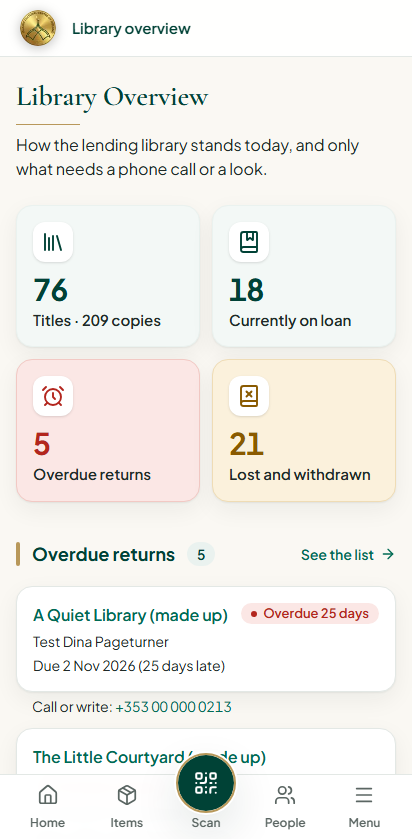 Library overview
Library Overview
How the lending library stands today, and only
what needs a phone call or a look.
76
Titles · 209 copies
18
Currently on loan
5
Overdue returns
21
Lost and withdrawn
Overdue returns 5 See the list →
A Quiet Library (made up) Overdue 25 days
Test Dina Pageturner
Due 2 Nov 2026 (25 days late)
Call or write: +353 00 000 0213
The Little Courtyard up)
Home Items Scan People Menu